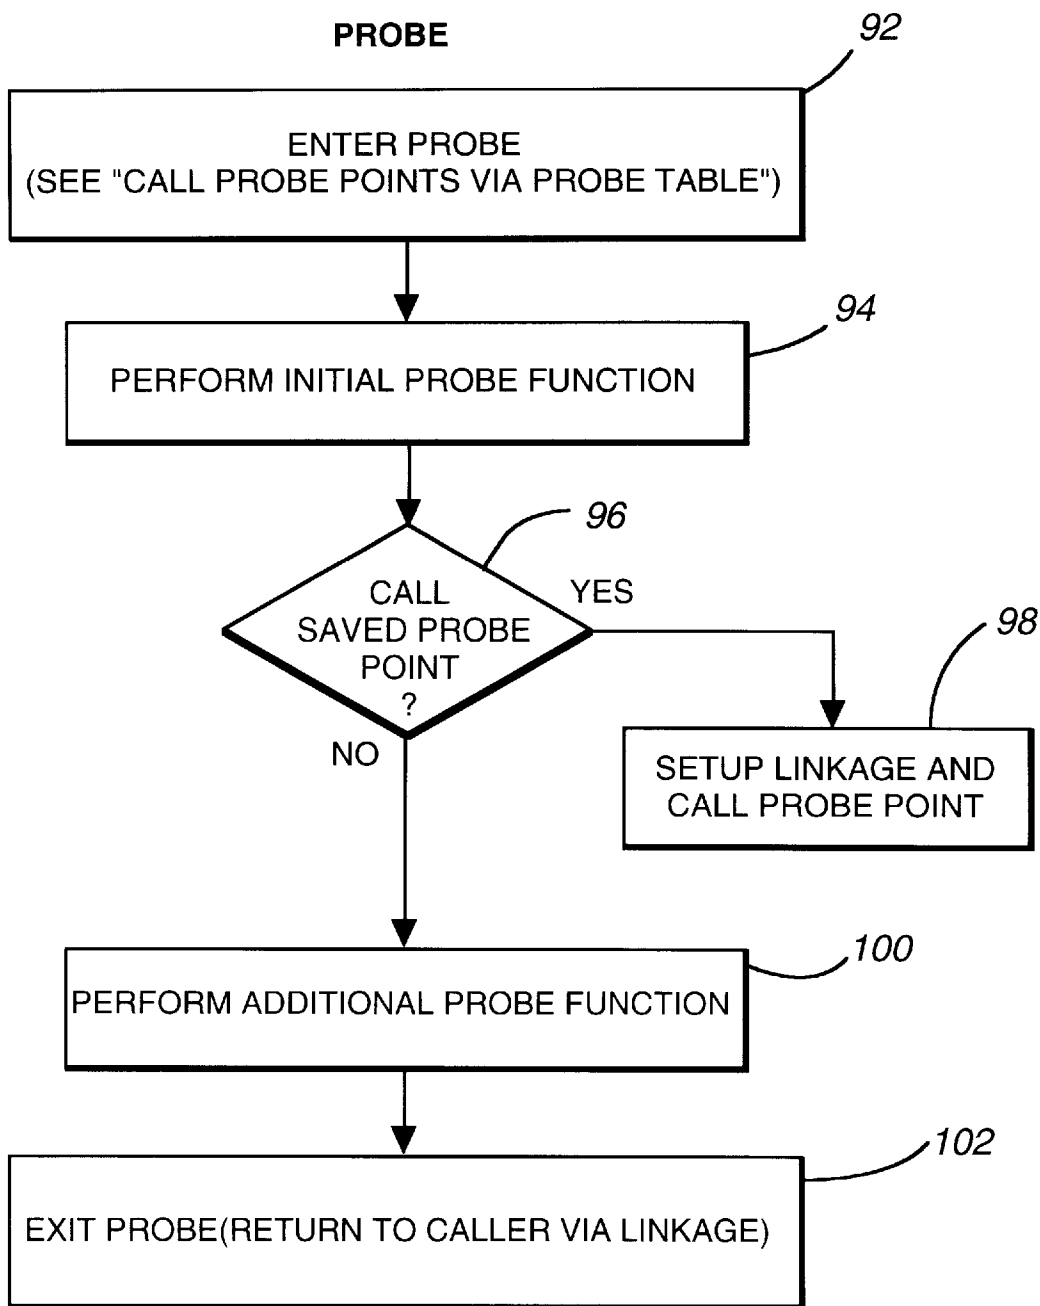 PROBE
92
ENTER PROBE
(SEE "CALL PROBE POINTS VIA PROBE TABLE")
94
PERFORM INITIAL PROBE FUNCTION
96
CALL
SAVED PROBE
POINT
?
YES
98
NO
SETUP LINKAGE AND
CALL PROBE POINT
100
PERFORM ADDITIONAL PROBE FUNCTION
102
EXIT PROBE(RETURN TO CALLER VIA LINKAGE)